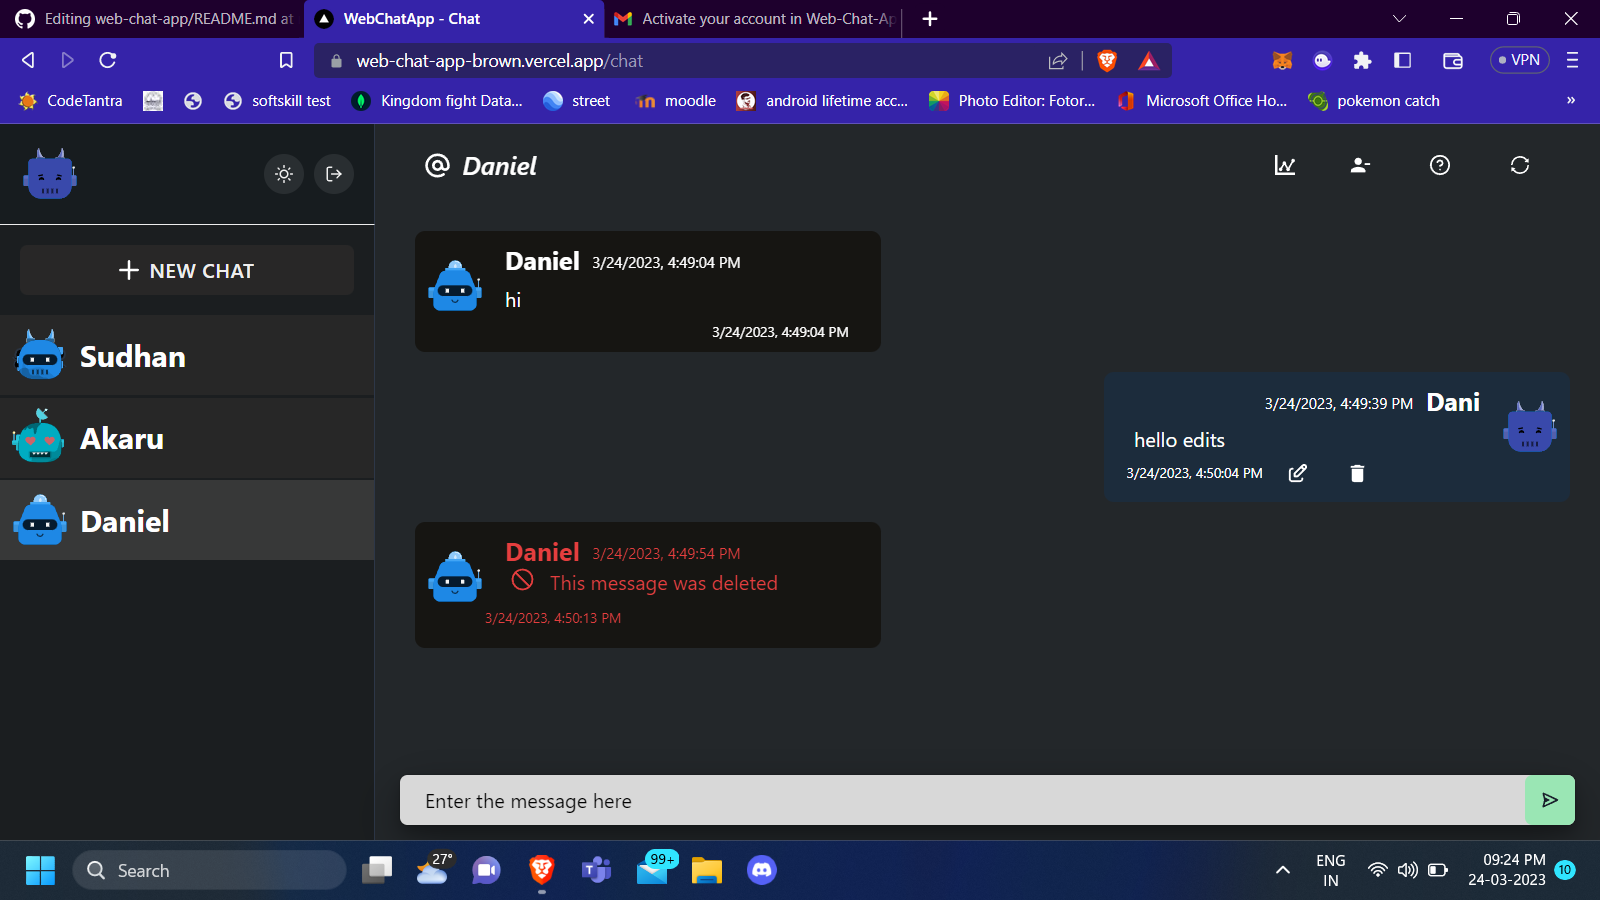 Editing web-chat-app/README.md at
WebChatApp - Chat
Activate your account in Web-Chat-Ap
web-chat-app-brown.vercel.app/chat
VPN
CodeTantra
softskill test
Kingdom fight Data...
street
moodle
android lifetime acc...
Photo Editor: Fotor...
Microsoft Office Ho...
pokemon catch
»
@ Daniel
+ NEW CHAT
Sudhan
Akaru
Daniel
Daniel 3/24/2023, 4:49:04 PM
hi
3/24/2023, 4:49:04 PM
3/24/2023, 4:49:39 PM Dani
hello edits
3/24/2023, 4:50:04 PM
Daniel 3/24/2023, 4:49:54 PM
This message was deleted
3/24/2023, 4:50:13 PM
Enter the message here
Search
27°
99+
ENG
IN
09:24 PM
24-03-2023
10